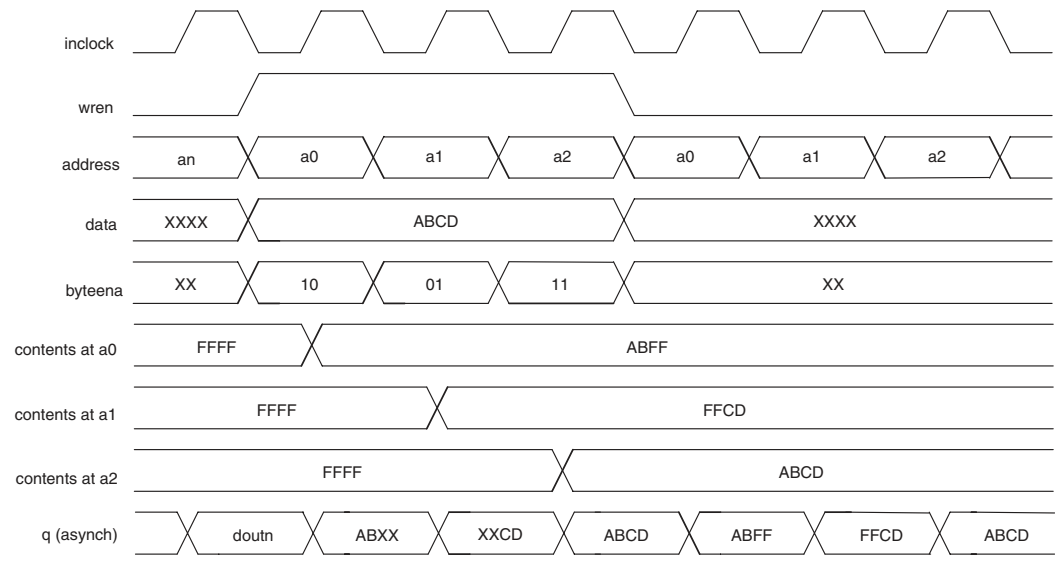 inclock
wren
address an a0 a1 a2 a0 a1 a2
data XXXX ABCD XXXX
byteena XX 10 01 11 XX
contents at a0 FFFF ABFF
contents at a1 FFFF FFCD
contents at a2 FFFF ABCD
q (asynch) doutn ABXX XXCD ABCD ABFF FFCD ABCD